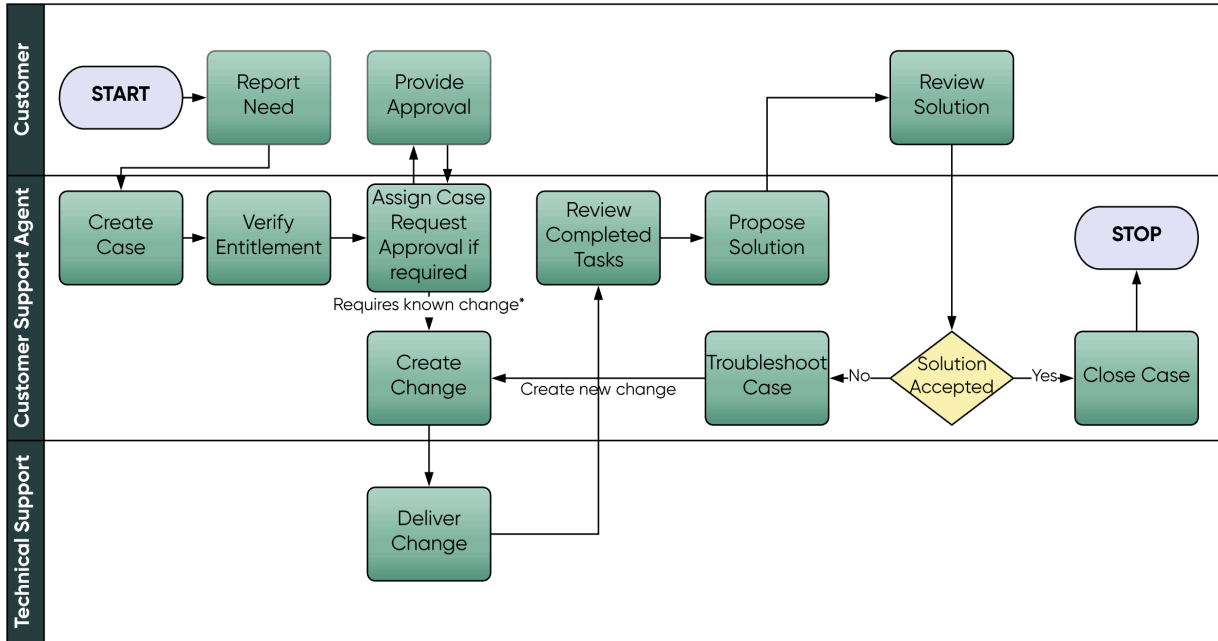 Customer
START
Report
Need
Provide
Approval
Review
Solution
Customer Support Agent
Create
Case
Verify
Entitlement
Assign Case
Request
Approval if
required
Review
Completed
Tasks
Propose
Solution
STOP
Requires known change*
Create
Change
Create new change
Troubleshoot
Case
No
Solution
Accepted
Yes
Close Case
Technical Support
Deliver
Change